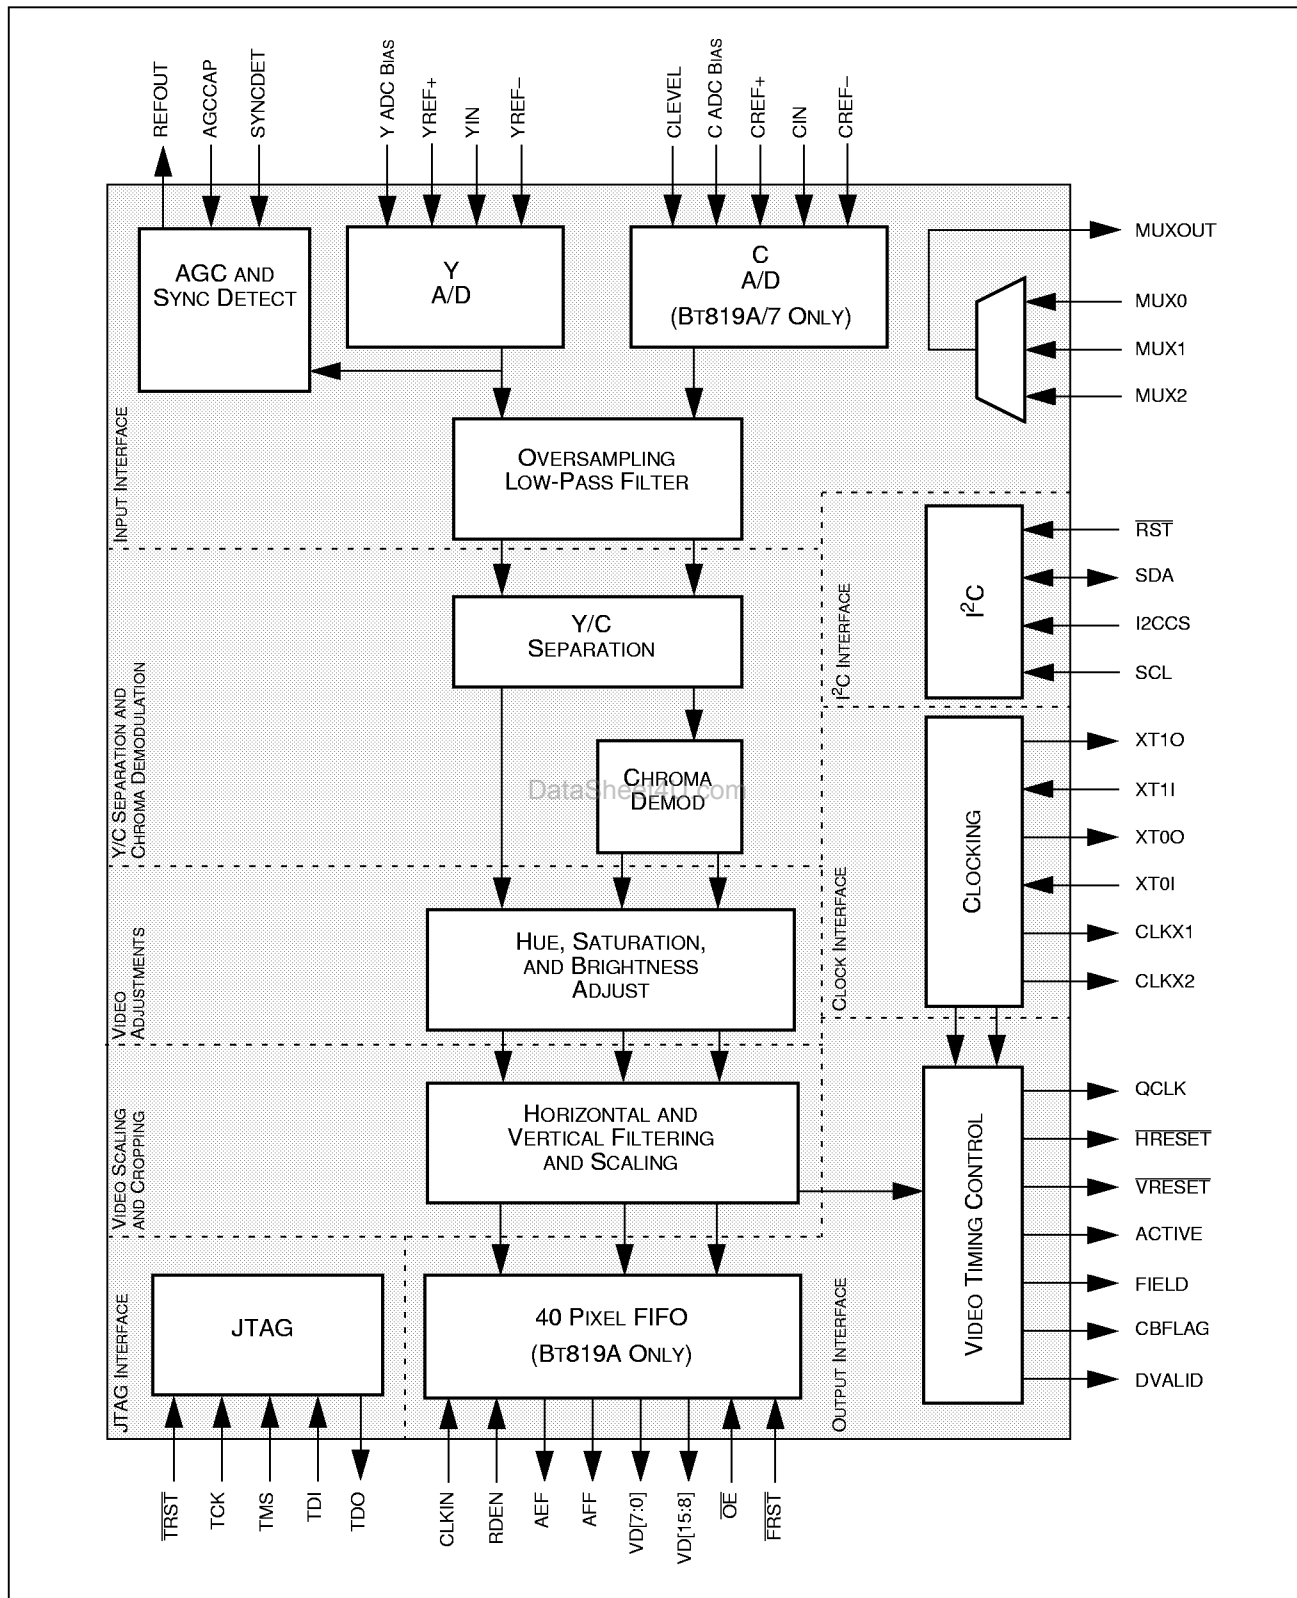 REFOUT
AGCCAP
SYNCDET
Y ADC BIAS
YREF+
YIN
YREF–
CLEVEL
C ADC BIAS
CREF+
CIN
CREF–
AGC AND
SYNC DETECT
Y
A/D
C
A/D
(BT819A/7 ONLY)
MUXOUT
MUX0
MUX1
MUX2
INPUT INTERFACE
OVERSAMPLING
LOW-PASS FILTER
I²C INTERFACE
I²C
RST
SDA
I2CCS
SCL
Y/C SEPARATION AND
CHROMA DEMODULATION
Y/C
SEPARATION
CHROMA
DEMOD
DataSheet4U.com
CLOCK INTERFACE
CLOCKING
XT1O
XT1I
XT0O
XT0I
CLKX1
CLKX2
VIDEO
ADJUSTMENTS
HUE, SATURATION,
AND BRIGHTNESS
ADJUST
VIDEO SCALING
AND CROPPING
HORIZONTAL AND
VERTICAL FILTERING
AND SCALING
OUTPUT INTERFACE
VIDEO TIMING CONTROL
QCLK
HRESET
VRESET
ACTIVE
FIELD
CBFLAG
DVALID
JTAG INTERFACE
JTAG
40 PIXEL FIFO
(BT819A ONLY)
TRST
TCK
TMS
TDI
TDO
CLKIN
RDEN
AEF
AFF
VD[7:0]
VD[15:8]
OE
FRST